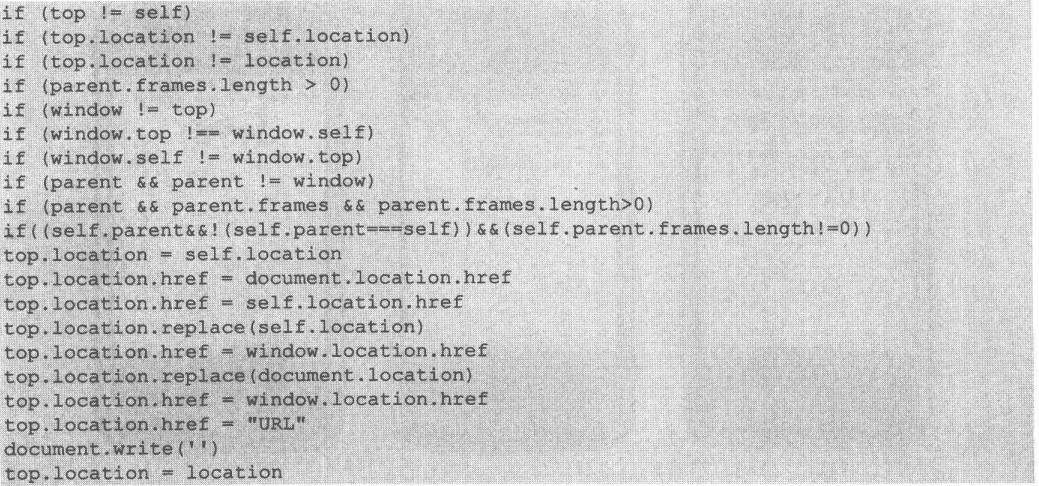 if (top != self)
if (top.location != self.location)
if (top.location != location)
if (parent.frames.length > 0)
if (window != top)
if (window.top !== window.self)
if (window.self != window.top)
if (parent && parent != window)
if (parent && parent.frames && parent.frames.length>0)
if((self.parent&&!(self.parent===self))&&(self.parent.frames.length!=0))
top.location = self.location
top.location.href = document.location.href
top.location.href = self.location.href
top.location.replace(self.location)
top.location.href = window.location.href
top.location.replace(document.location)
top.location.href = window.location.href
top.location.href = "URL"
document.write('')
top.location = location